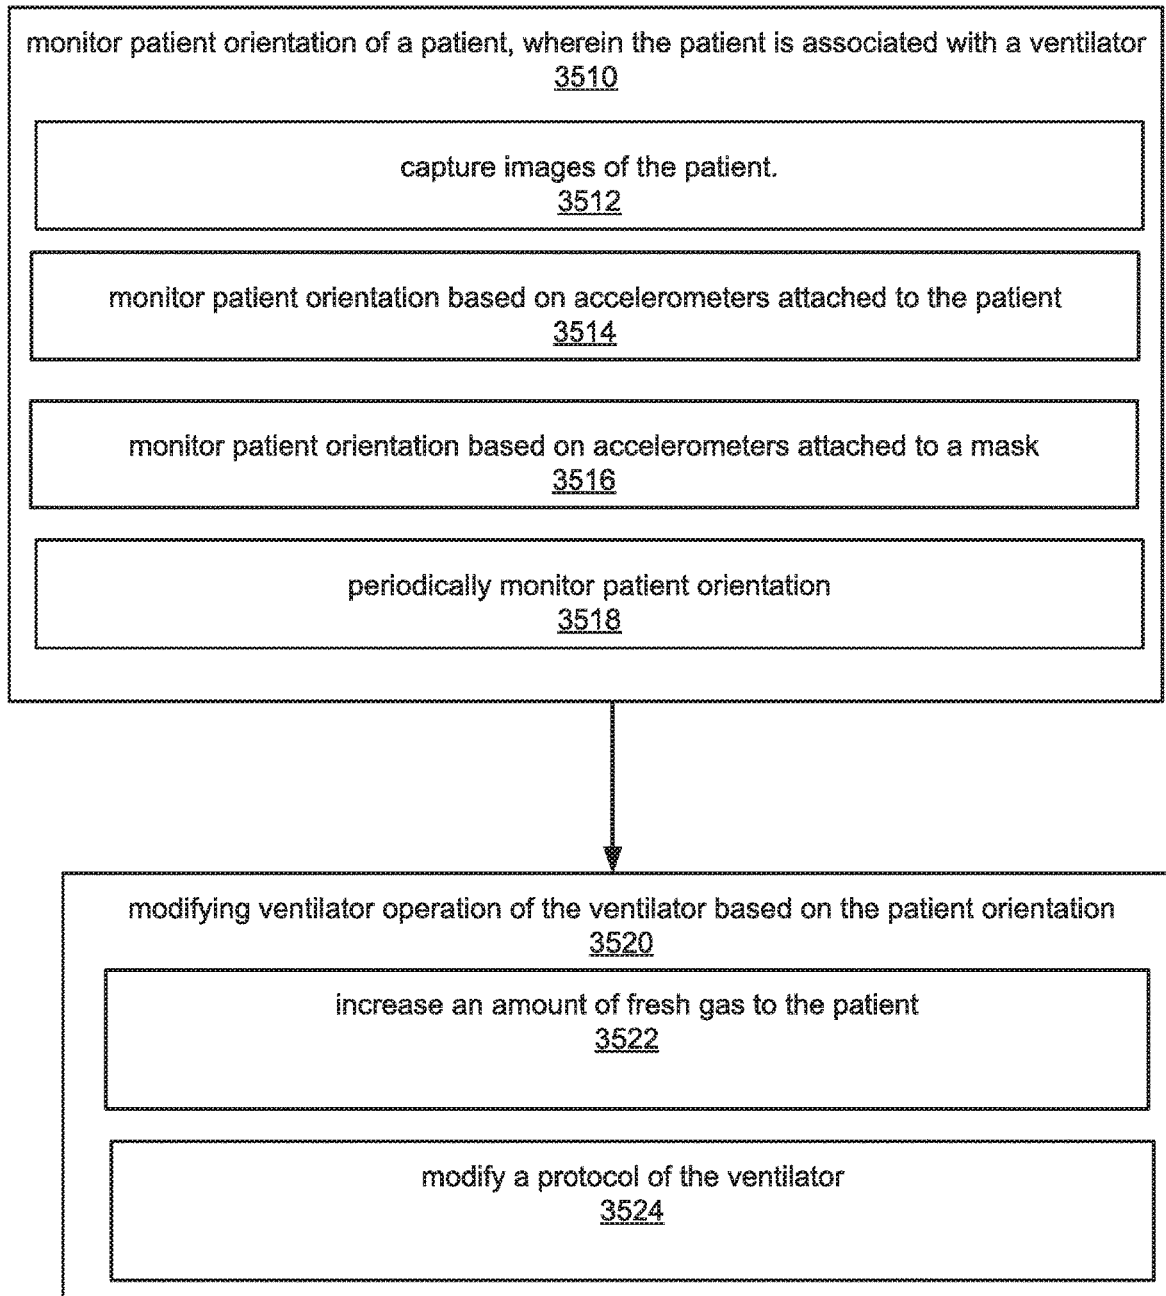 monitor patient orientation of a patient, wherein the patient is associated with a ventilator
3510
capture images of the patient.
3512
monitor patient orientation based on accelerometers attached to the patient
3514
monitor patient orientation based on accelerometers attached to a mask
3516
periodically monitor patient orientation
3518
modifying ventilator operation of the ventilator based on the patient orientation
3520
increase an amount of fresh gas to the patient
3522
modify a protocol of the ventilator
3524